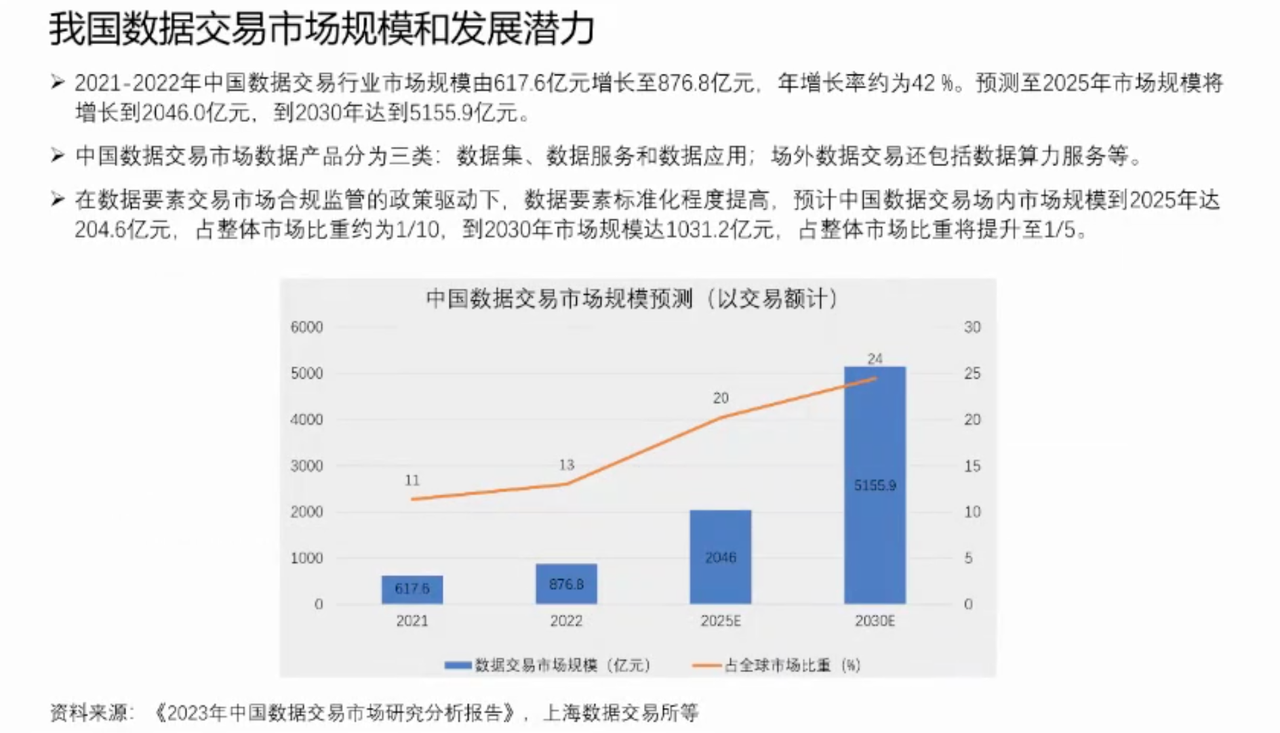 我国数据交易市场规模和发展潜力
➢ 2021-2022年中国数据交易行业市场规模由617.6亿元增长至876.8亿元，年增长率约为42 %。预测至2025年市场规模将
增长到2046.0亿元，到2030年达到5155.9亿元。
➢ 中国数据交易市场数据产品分为三类：数据集、数据服务和数据应用；场外数据交易还包括数据算力服务等。
➢ 在数据要素交易市场合规监管的政策驱动下，数据要素标准化程度提高，预计中国数据交易场内市场规模到2025年达
204.6亿元，占整体市场比重约为1/10，到2030年市场规模达1031.2亿元，占整体市场比重将提升至1/5。
中国数据交易市场规模预测（以交易额计）
6000 30
5000 24 25
4000 20 20
3000 13 15
11 5155.9
2000 10
1000 2046 5
617.6 876.8
0 0
2021 2022 2025E 2030E
数据交易市场规模（亿元） 占全球市场比重（%）
资料来源：《2023年中国数据交易市场研究分析报告》，上海数据交易所等